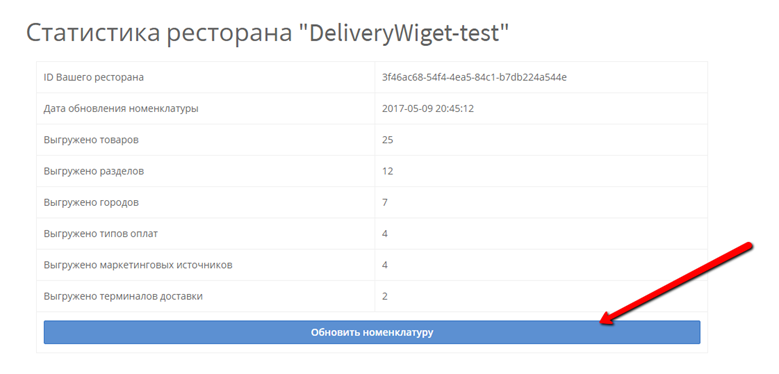 Статистика ресторана "DeliveryWiget-test"
ID Вашего ресторана 3f46ac68-54f4-4ea5-84c1-b7db224a544e
Дата обновления номенклатуры 2017-05-09 20:45:12
Выгружено товаров 25
Выгружено разделов 12
Выгружено городов 7
Выгружено типов оплат 4
Выгружено маркетинговых источников 4
Выгружено терминалов доставки 2
Обновить номенклатуру